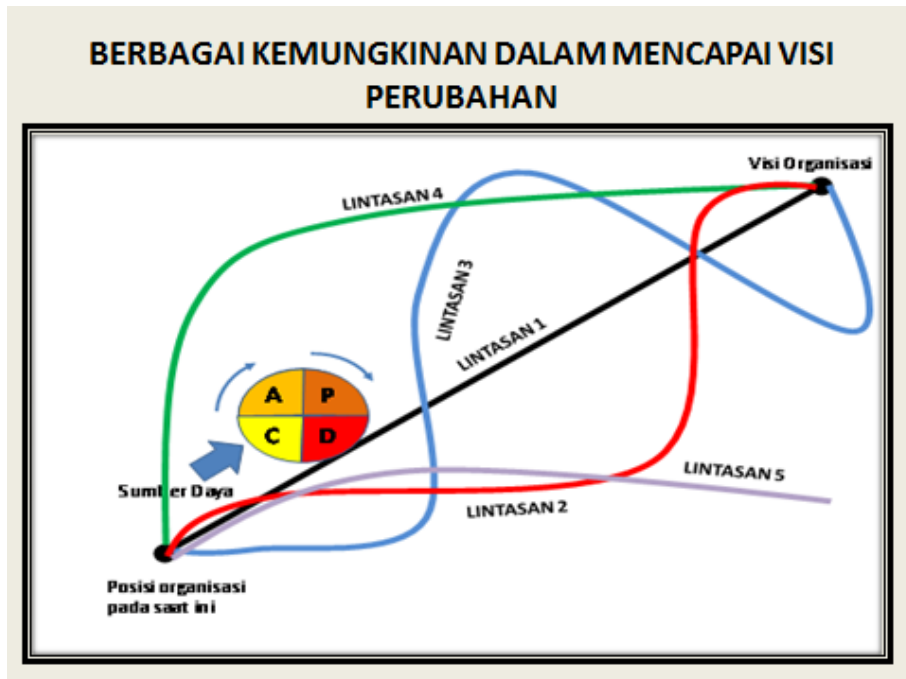 BERBAGAI KEMUNGKINAN DALAM MENCAPAI VISI
PERUBAHAN
Visi Organisasi
LINTASAN 4
LINTASAN 3
LINTASAN 1
A P
C D
Sumber Daya
LINTASAN 5
LINTASAN 2
Posisi organisasi
pada saat ini